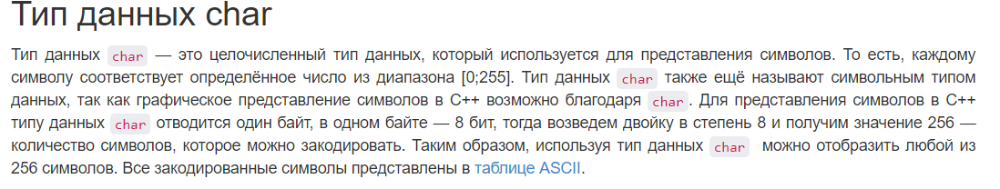 Тип данных char
Тип данных char — это целочисленный тип данных, который используется для представления символов. То есть, каждому
символу соответствует определённое число из диапазона [0;255]. Тип данных char также ещё называют символьным типом
данных, так как графическое представление символов в C++ возможно благодаря char. Для представления символов в C++
типу данных char отводится один байт, в одном байте — 8 бит, тогда возведем двойку в степень 8 и получим значение 256 —
количество символов, которое можно закодировать. Таким образом, используя тип данных char можно отобразить любой из
256 символов. Все закодированные символы представлены в таблице ASCII.